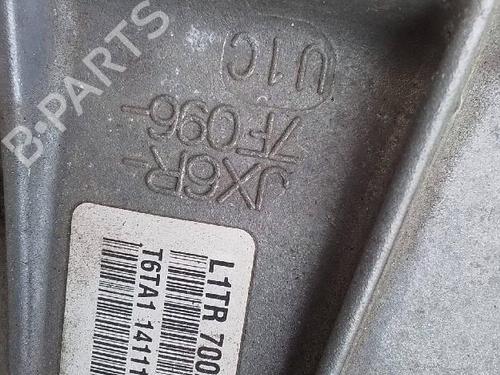 B-PARTS
JX6R-
7F096-
U1C
L1TR 700
T6TA1 1411